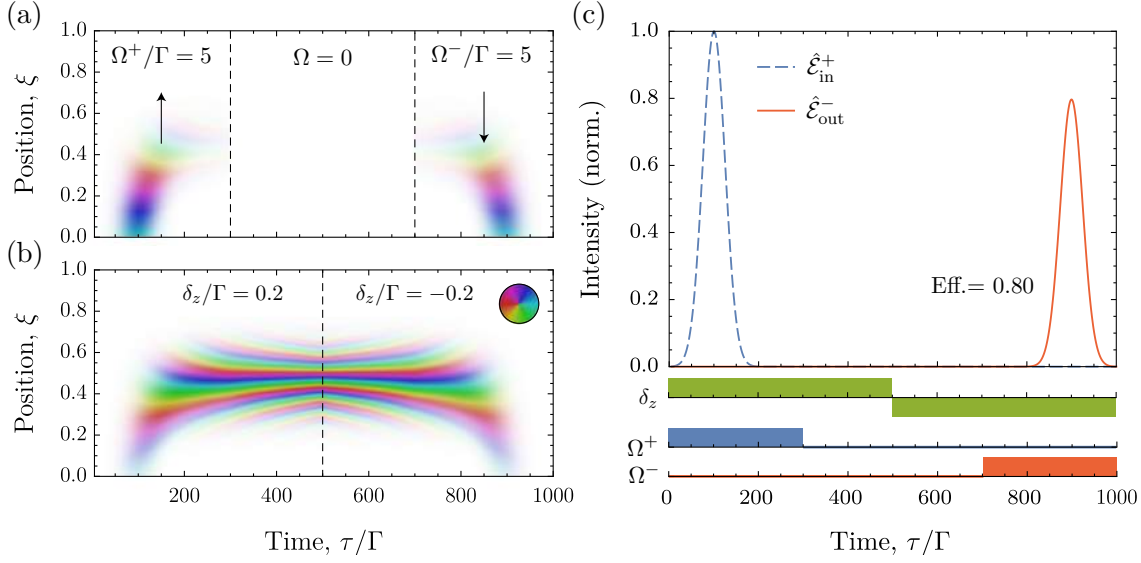 (a)
1.0
0.8
0.6
0.4
0.2
0.0
Position, ξ
Ω⁺/Γ = 5
Ω = 0
Ω⁻/Γ = 5
(b)
1.0
0.8
0.6
0.4
0.2
0.0
Position, ξ
δ_z/Γ = 0.2
δ_z/Γ = −0.2
200 400 600 800 1000
Time, τ/Γ
(c)
1.0
0.8
0.6
0.4
0.2
0.0
Intensity (norm.)
ℰ̂⁺_in
ℰ̂⁻_out
Eff.= 0.80
δ_z
Ω⁺
Ω⁻
0 200 400 600 800 1000
Time, τ/Γ